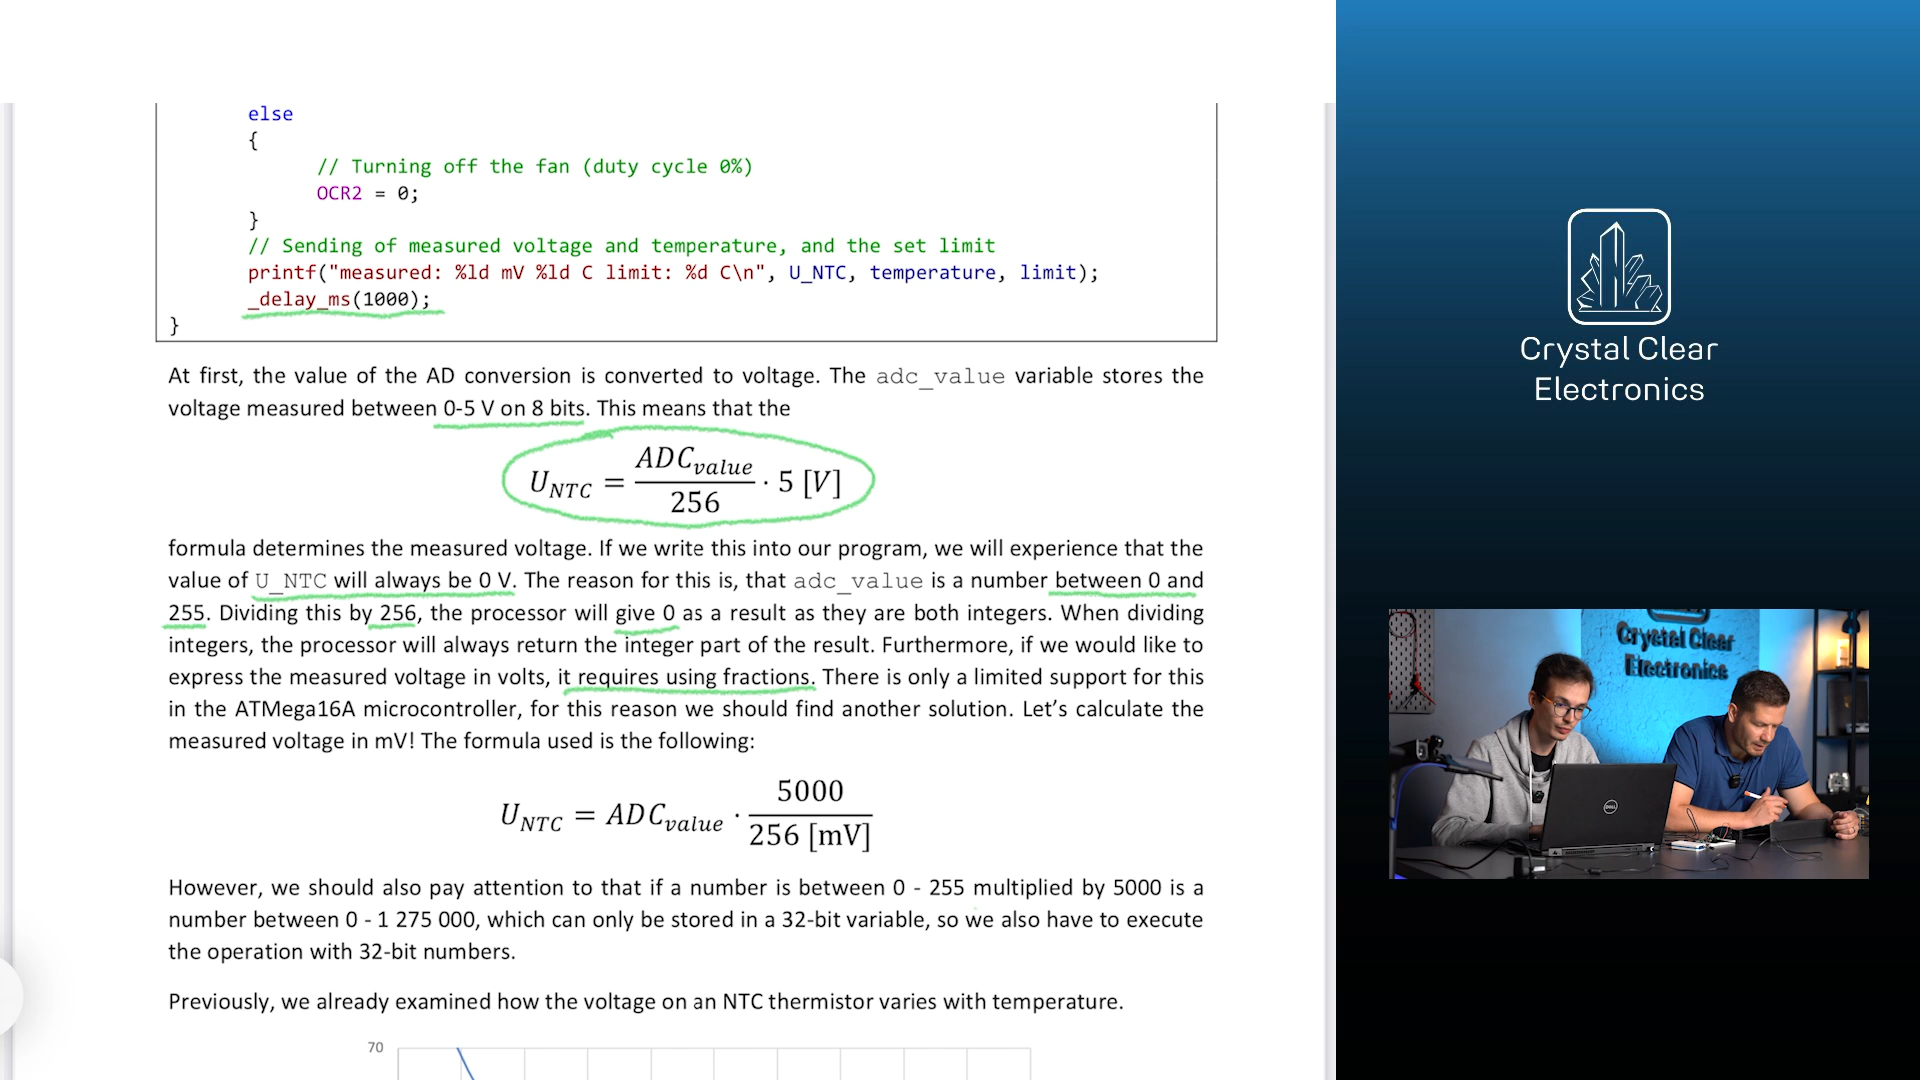 else
{
// Turning off the fan (duty cycle 0%)
OCR2 = 0;
}
// Sending of measured voltage and temperature, and the set limit
printf("measured: %ld mV %ld C limit: %d C\n", U_NTC, temperature, limit);
_delay_ms(1000);
}
At first, the value of the AD conversion is converted to voltage. The adc_value variable stores the
voltage measured between 0-5 V on 8 bits. This means that the
U_NTC = ADC_value / 256 · 5 [V]
formula determines the measured voltage. If we write this into our program, we will experience that the
value of U_NTC will always be 0 V. The reason for this is, that adc_value is a number between 0 and
255. Dividing this by 256, the processor will give 0 as a result as they are both integers. When dividing
integers, the processor will always return the integer part of the result. Furthermore, if we would like to
express the measured voltage in volts, it requires using fractions. There is only a limited support for this
in the ATMega16A microcontroller, for this reason we should find another solution. Let's calculate the
measured voltage in mV! The formula used is the following:
U_NTC = ADC_value · 5000 / 256 [mV]
However, we should also pay attention to that if a number is between 0 - 255 multiplied by 5000 is a
number between 0 - 1 275 000, which can only be stored in a 32-bit variable, so we also have to execute
the operation with 32-bit numbers.
Previously, we already examined how the voltage on an NTC thermistor varies with temperature.
70
Crystal Clear
Electronics
Crystal Clear
Electronics
DELL